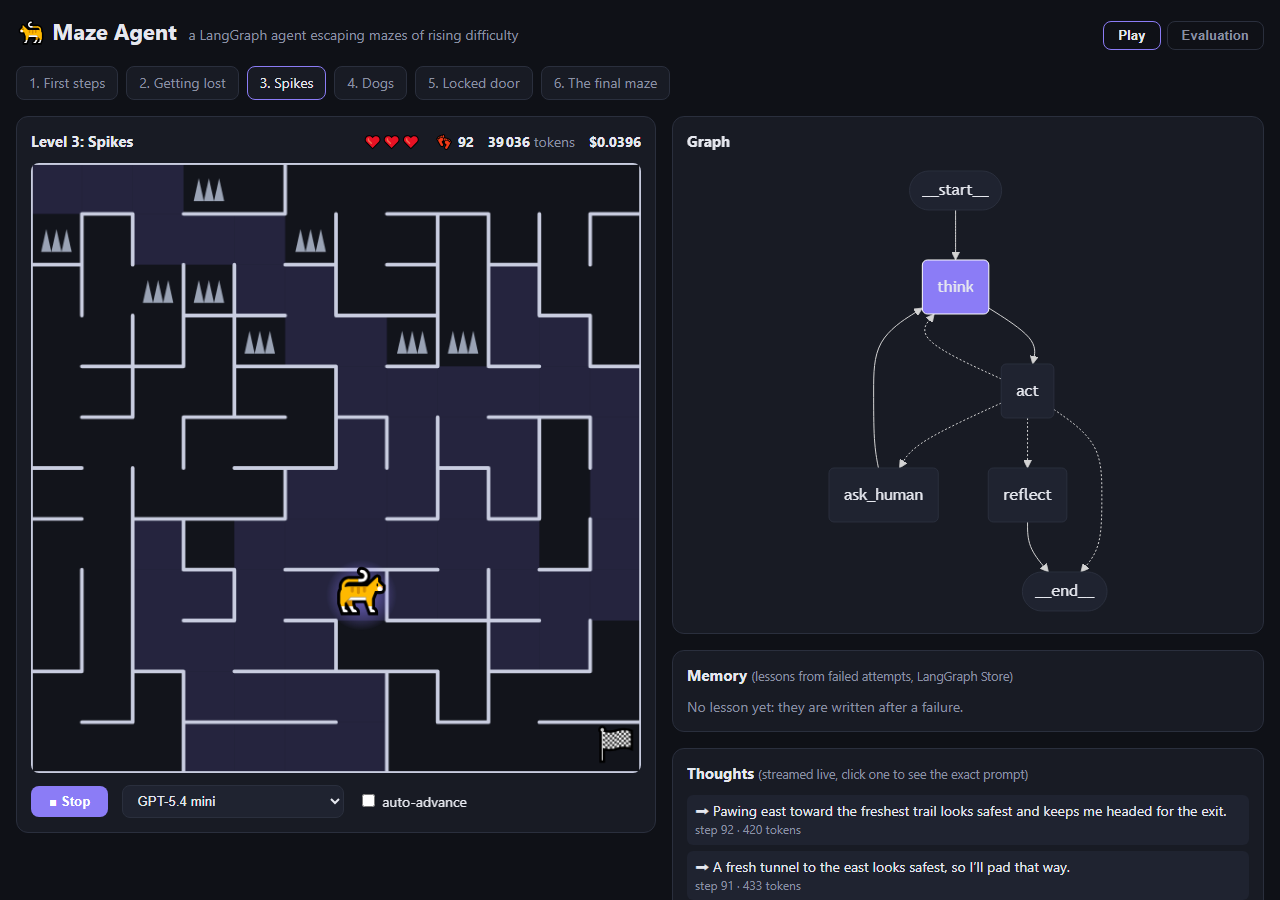 Maze Agent a LangGraph agent escaping mazes of rising difficulty
Play
Evaluation
1. First steps
2. Getting lost
3. Spikes
4. Dogs
5. Locked door
6. The final maze
Level 3: Spikes
92
39 036 tokens
$0.0396
Stop
GPT-5.4 mini
auto-advance
Graph
__start__
think
act
ask_human
reflect
__end__
Memory (lessons from failed attempts, LangGraph Store)
No lesson yet: they are written after a failure.
Thoughts (streamed live, click one to see the exact prompt)
➞ Pawing east toward the freshest trail looks safest and keeps me headed for the exit.
step 92 · 420 tokens
➞ A fresh tunnel to the east looks safest, so I’ll pad that way.
step 91 · 433 tokens